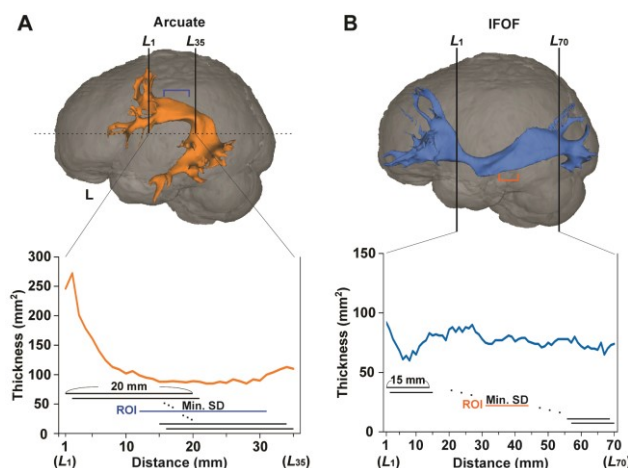 A
Arcuate
L1
L35
L
300
250
200
150
100
50
0
Thickness (mm2)
20 mm
ROI
Min. SD
1
10
20
30
(L1)
Distance (mm)
(L35)
B
IFOF
L1
L70
150
100
50
0
Thickness (mm2)
15 mm
ROI
Min. SD
1
10
20
30
40
50
60
70
(L1)
Distance (mm)
(L70)